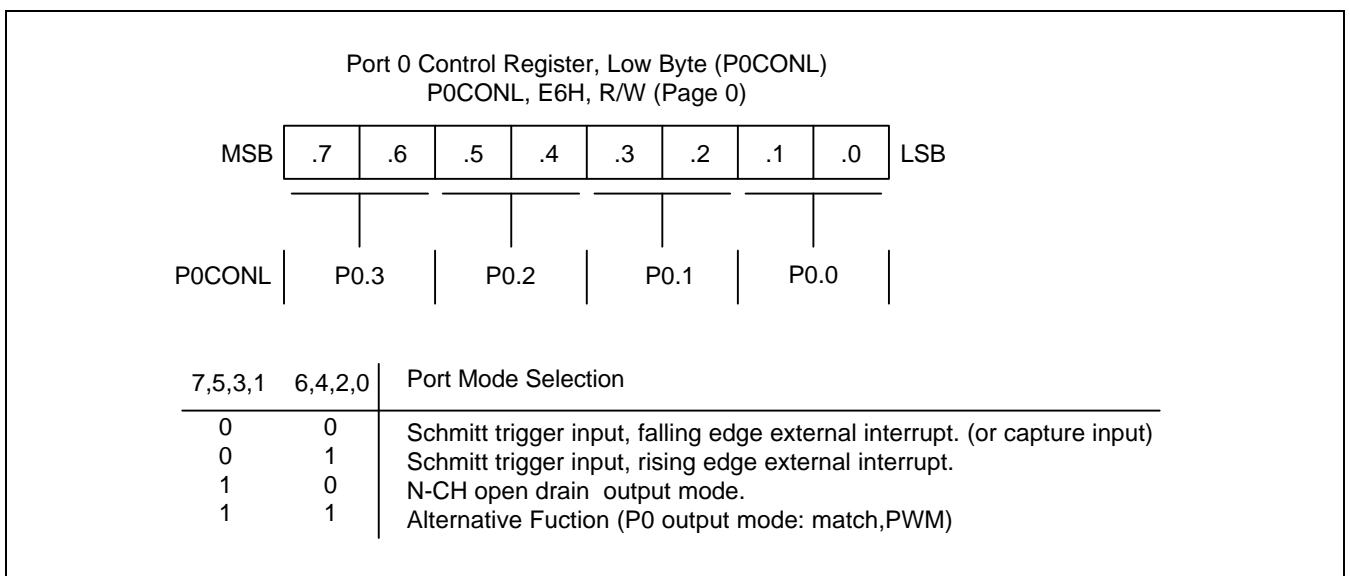 Port 0 Control Register, Low Byte (P0CONL)
P0CONL, E6H, R/W (Page 0)
MSB .7 .6 .5 .4 .3 .2 .1 .0 LSB
P0CONL P0.3 P0.2 P0.1 P0.0
7,5,3,1 6,4,2,0 Port Mode Selection
0 0 Schmitt trigger input, falling edge external interrupt. (or capture input)
0 1 Schmitt trigger input, rising edge external interrupt.
1 0 N-CH open drain output mode.
1 1 Alternative Fuction (P0 output mode: match,PWM)